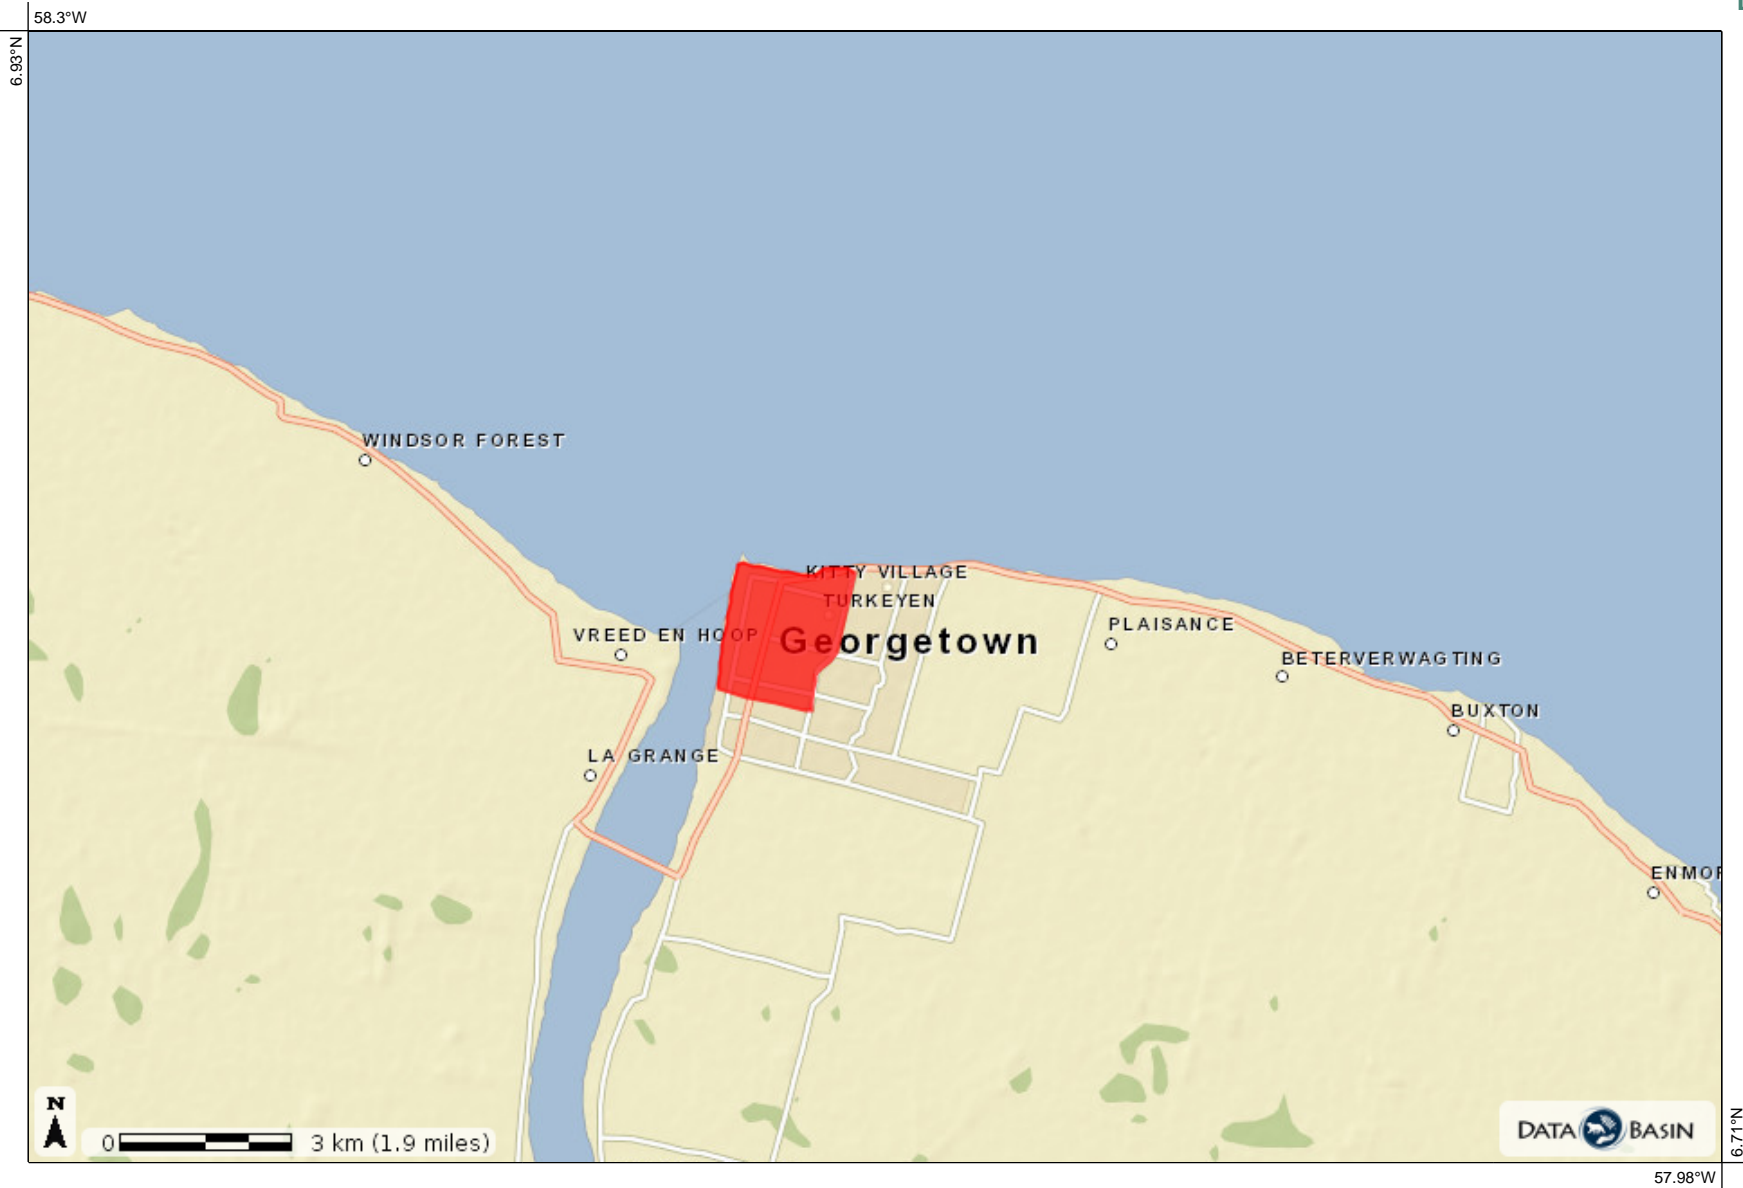 58.3°W
6.93°N
WINDSOR FOREST
KITTY VILLAGE
TURKEYEN
VREED EN HOOP
Georgetown
PLAISANCE
BETERVERWAGTING
BUXTON
LA GRANGE
ENMOR
N
0 3 km (1.9 miles)
DATA BASIN
6.71°N
57.98°W